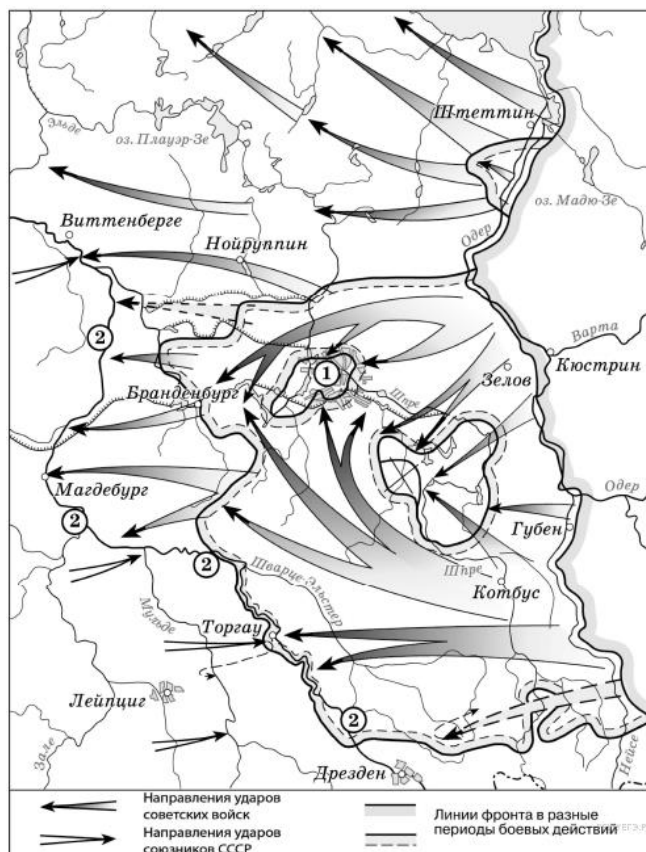 Штеттин
Эльде
оз. Плауэр-Зе
оз. Мадю-Зе
Виттенберге
Нойруппин
Одер
2
Варта
1
Кюстрин
Зелов
Бранденбург
Шпре
Магдебург
Одер
2
Губен
2
Шварце-Эльстер
Шпре
Котбус
Мульде
Торгау
Лейпциг
2
Зале
Дрезден
Нейсе
Направления ударов
советских войск
Направления ударов
союзников СССР
Линии фронта в разные
периоды боевых действий